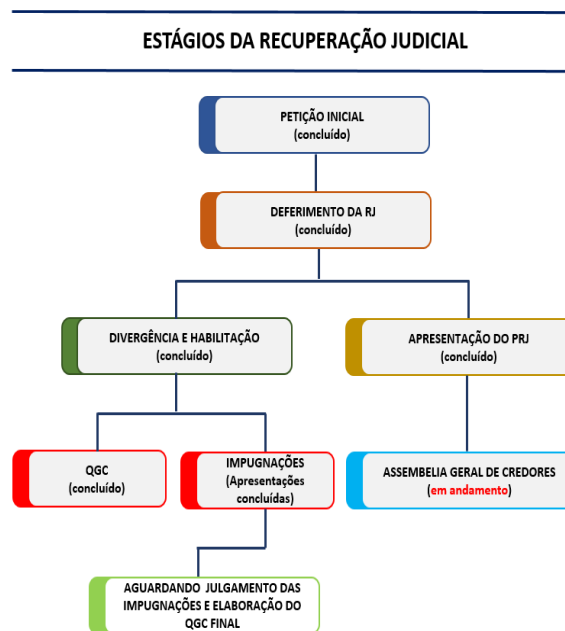 ESTÁGIOS DA RECUPERAÇÃO JUDICIAL
PETIÇÃO INICIAL
(concluído)
DEFERIMENTO DA RJ
(concluído)
DIVERGÊNCIA E HABILITAÇÃO
(concluído)
APRESENTAÇÃO DO PRJ
(concluído)
QGC
(concluído)
IMPUGNAÇÕES
(Apresentações
concluídas)
ASSEMBELIA GERAL DE CREDORES
(em andamento)
AGUARDANDO JULGAMENTO DAS
IMPUGNAÇÕES E ELABORAÇÃO DO
QGC FINAL